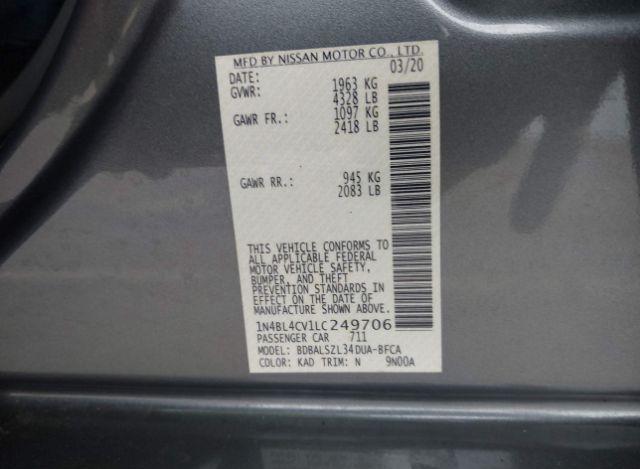 MFD BY NISSAN MOTOR CO., LTD.
DATE: 03/20
GVWR: 1963 KG
4328 LB
GAWR FR.: 1097 KG
2418 LB
GAWR RR.: 945 KG
2083 LB
THIS VEHICLE CONFORMS TO
ALL APPLICABLE FEDERAL
MOTOR VEHICLE SAFETY,
BUMPER, AND THEFT
PREVENTION STANDARDS IN
EFFECT ON THE DATE OF
MANUFACTURE SHOWN ABOVE.
1N4BL4CV1LC249706
PASSENGER CAR 711
MODEL: BDBALSZL34DUA-BFCA
COLOR: KAD TRIM: N 9N00A